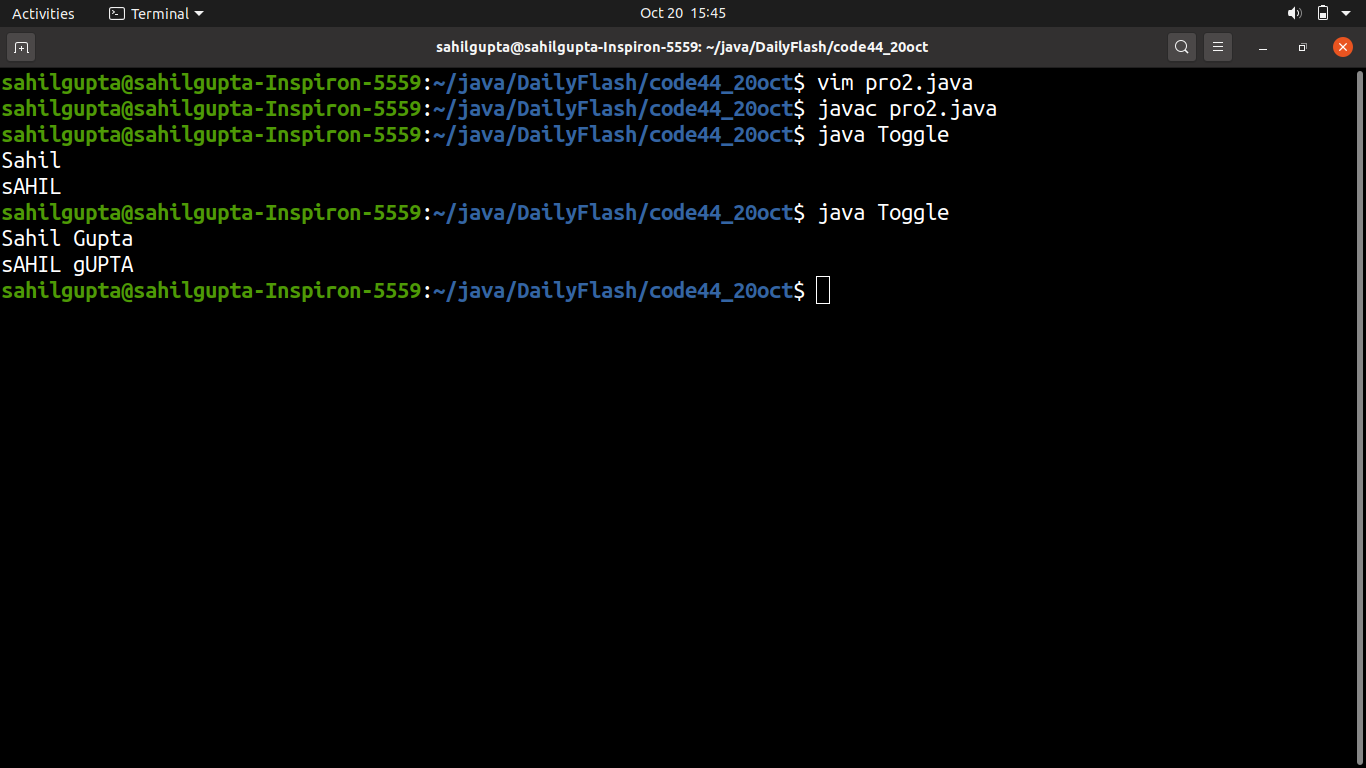 Activities Terminal Oct 20 15:45
sahilgupta@sahilgupta-Inspiron-5559: ~/java/DailyFlash/code44_20oct
sahilgupta@sahilgupta-Inspiron-5559:~/java/DailyFlash/code44_20oct$ vim pro2.java
sahilgupta@sahilgupta-Inspiron-5559:~/java/DailyFlash/code44_20oct$ javac pro2.java
sahilgupta@sahilgupta-Inspiron-5559:~/java/DailyFlash/code44_20oct$ java Toggle
Sahil
sAHIL
sahilgupta@sahilgupta-Inspiron-5559:~/java/DailyFlash/code44_20oct$ java Toggle
Sahil Gupta
sAHIL gUPTA
sahilgupta@sahilgupta-Inspiron-5559:~/java/DailyFlash/code44_20oct$